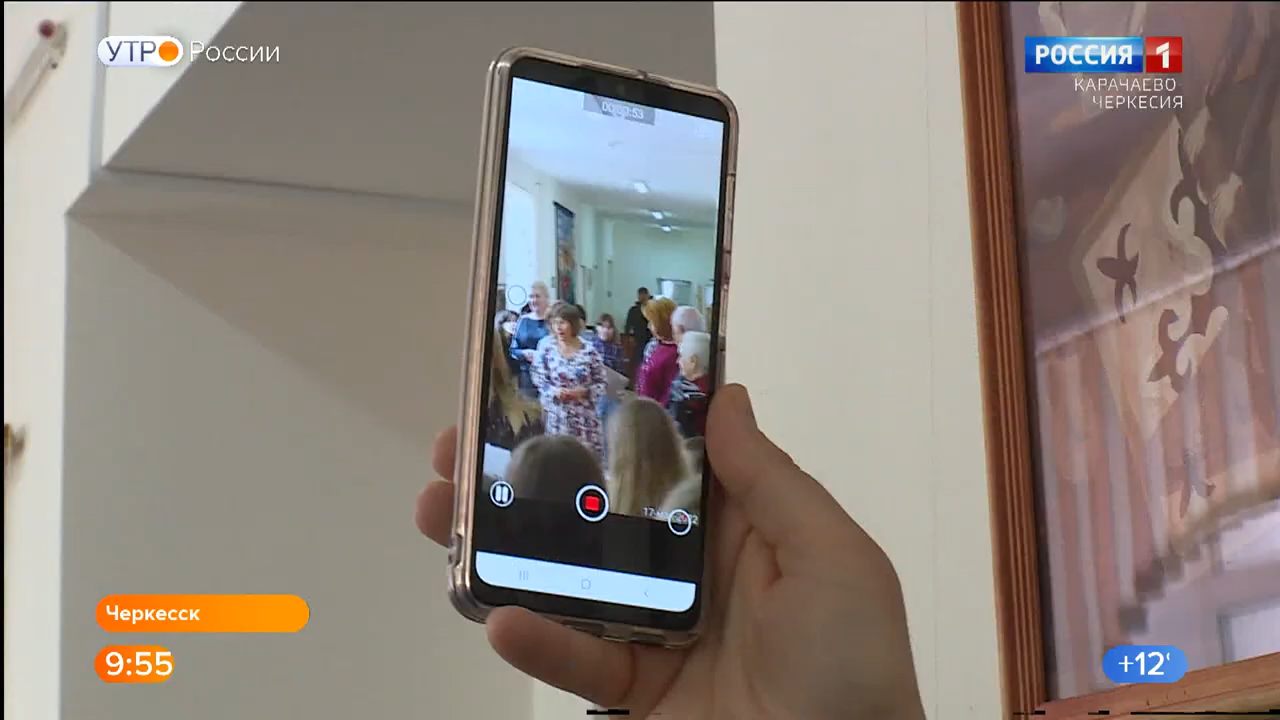 УТРО России
РОССИЯ 1
КАРАЧАЕВО
ЧЕРКЕСИЯ
Черкесск
9:55
+12°